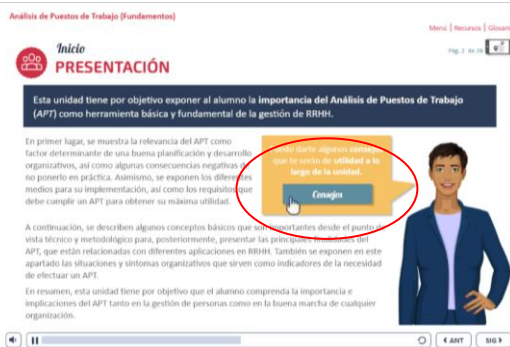 Análisis de Puestos de Trabajo (Fundamentos)
Menú | Recursos | Glosario
Pág. 2 de 26
Inicio
PRESENTACIÓN
Esta unidad tiene por objetivo exponer al alumno la importancia del Análisis de Puestos de Trabajo
(APT) como herramienta básica y fundamental de la gestión de RRHH.
En primer lugar, se muestra la relevancia del APT como
factor determinante de una buena planificación y desarrollo
organizativos, así como algunas consecuencias negativas de
no ponerlo en práctica. Asimismo, se exponen los diferentes
medios para su implementación, así como los requisitos que
debe cumplir un APT para obtener su máxima utilidad.
darte algunos consejos
que te serán de utilidad a lo
largo de la unidad.
Consejos
A continuación, se describen algunos conceptos básicos que son importantes desde el punto de
vista técnico y metodológico para, posteriormente, presentar las principales finalidades del
APT, que están relacionadas con diferentes aplicaciones en RRHH. También se exponen en este
apartado las situaciones y síntomas organizativos que sirven como indicadores de la necesidad
de efectuar un APT.
En resumen, esta unidad tiene por objetivo que el alumno comprenda la importancia e
implicaciones del APT tanto en la gestión de personas como en la buena marcha de cualquier
organización.
ANT
SIG